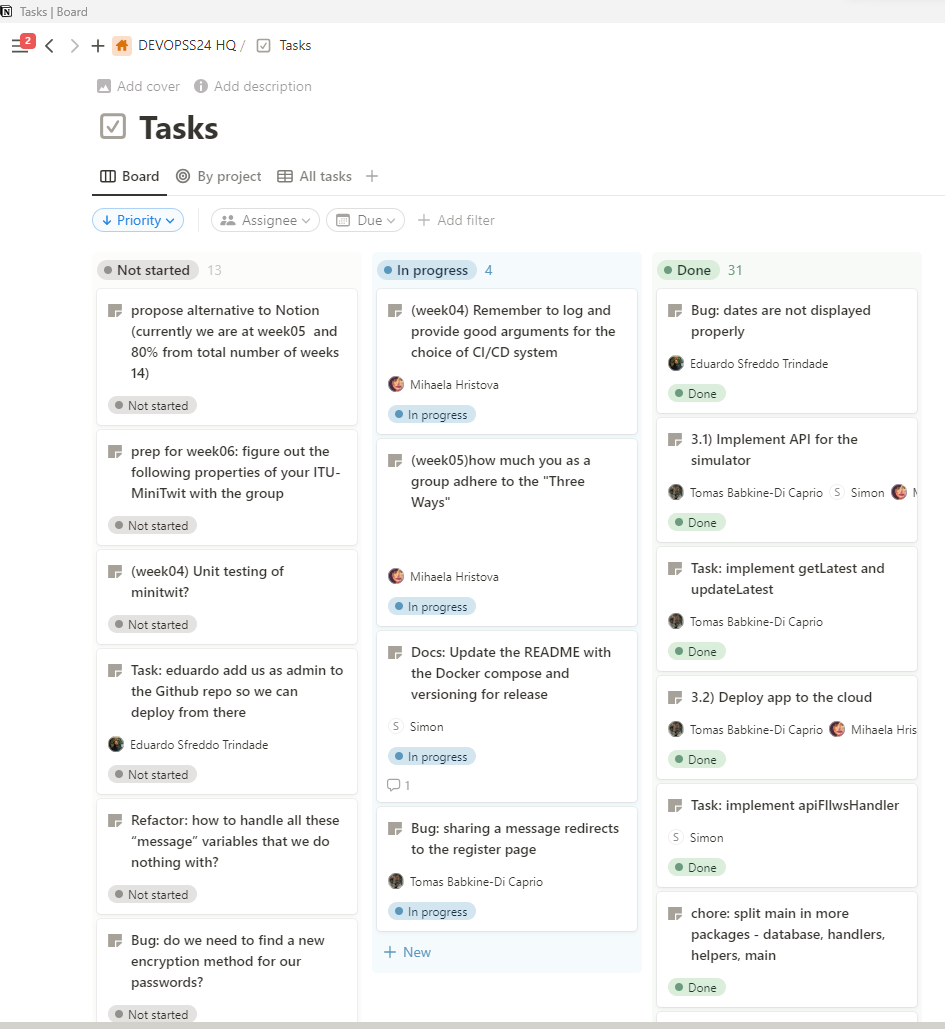 Tasks | Board
2
DEVOPSS24 HQ / Tasks
Add cover Add description
Tasks
Board By project All tasks
Priority Assignee Due Add filter
Not started 13
propose alternative to Notion
(currently we are at week05 and
80% from total number of weeks
14)
Not started
prep for week06: figure out the
following properties of your ITU-
MiniTwit with the group
Not started
(week04) Unit testing of
minitwit?
Not started
Task: eduardo add us as admin to
the Github repo so we can
deploy from there
Eduardo Sfreddo Trindade
Not started
Refactor: how to handle all these
“message” variables that we do
nothing with?
Not started
Bug: do we need to find a new
encryption method for our
passwords?
Not started
In progress 4
(week04) Remember to log and
provide good arguments for the
choice of CI/CD system
Mihaela Hristova
In progress
(week05)how much you as a
group adhere to the "Three
Ways"
Mihaela Hristova
In progress
Docs: Update the README with
the Docker compose and
versioning for release
S Simon
In progress
1
Bug: sharing a message redirects
to the register page
Tomas Babkine-Di Caprio
In progress
New
Done 31
Bug: dates are not displayed
properly
Eduardo Sfreddo Trindade
Done
3.1) Implement API for the
simulator
Tomas Babkine-Di Caprio S Simon
Done
Task: implement getLatest and
updateLatest
Tomas Babkine-Di Caprio
Done
3.2) Deploy app to the cloud
Tomas Babkine-Di Caprio Mihaela Hris
Done
Task: implement apiFllwsHandler
S Simon
Done
chore: split main in more
packages - database, handlers,
helpers, main
Done